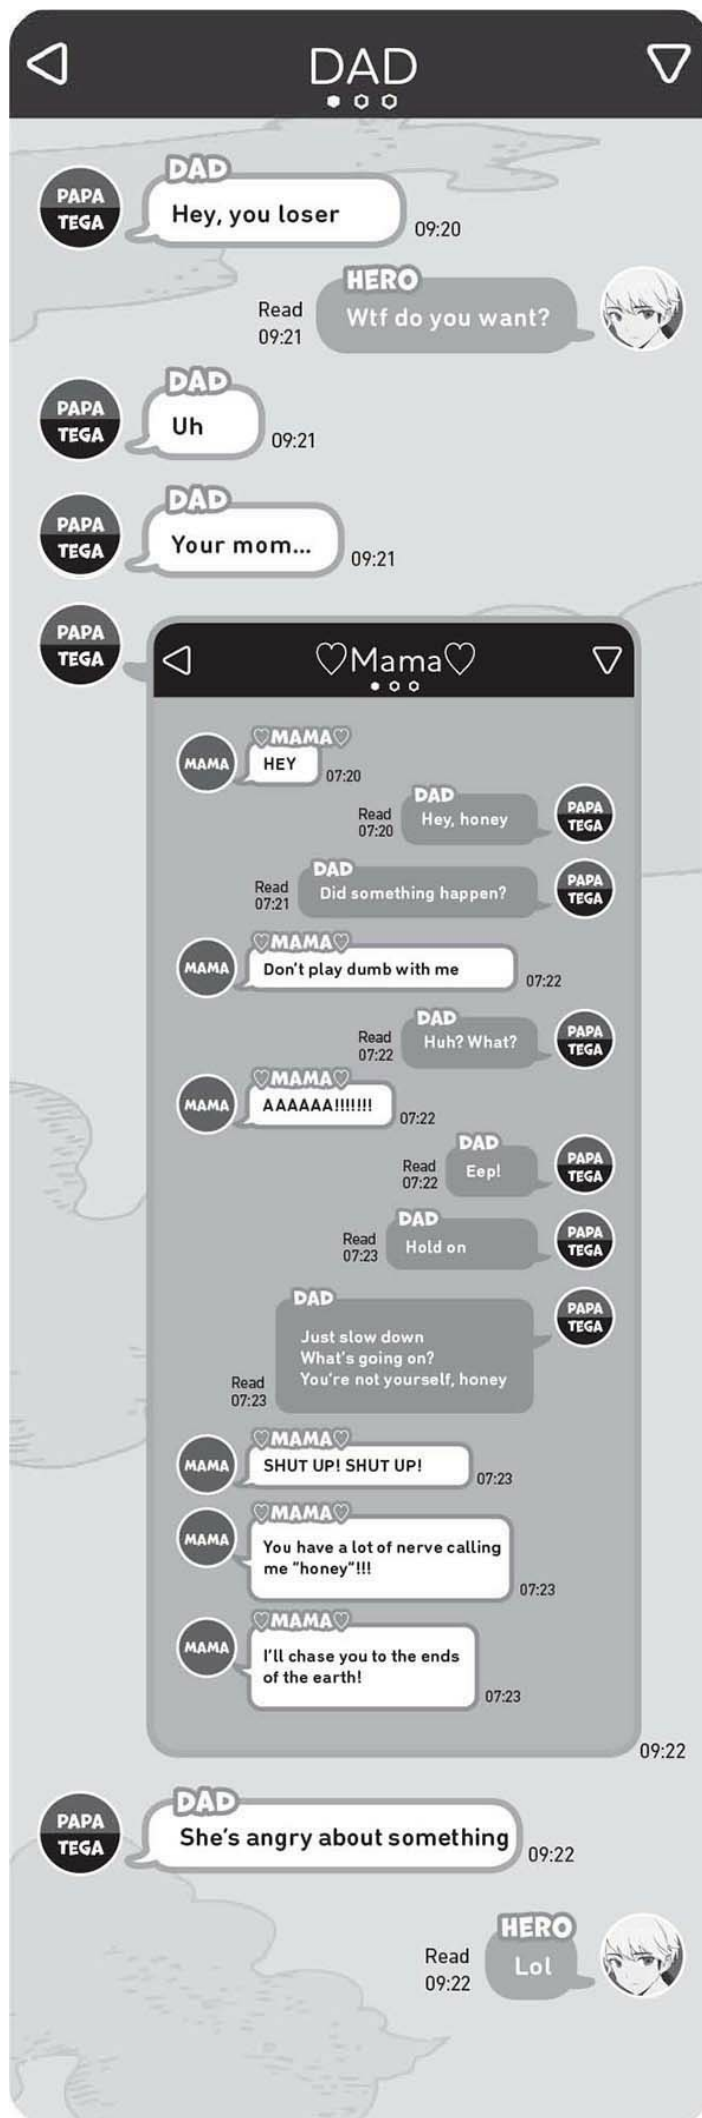 DAD
PAPA
TEGA
DAD
Hey, you loser
09:20
HERO
Read
09:21
Wtf do you want?
PAPA
TEGA
DAD
Uh
09:21
PAPA
TEGA
DAD
Your mom...
09:21
PAPA
TEGA
♡Mama♡
MAMA
♡MAMA♡
HEY
07:20
DAD
Read
07:20
Hey, honey
PAPA
TEGA
DAD
Read
07:21
Did something happen?
PAPA
TEGA
MAMA
♡MAMA♡
Don't play dumb with me
07:22
DAD
Read
07:22
Huh? What?
PAPA
TEGA
MAMA
♡MAMA♡
AAAAAA!!!!!!!
07:22
DAD
Read
07:22
Eep!
PAPA
TEGA
DAD
Read
07:23
Hold on
PAPA
TEGA
DAD
Just slow down
What's going on?
You're not yourself, honey
Read
07:23
PAPA
TEGA
MAMA
♡MAMA♡
SHUT UP! SHUT UP!
07:23
MAMA
♡MAMA♡
You have a lot of nerve calling
me "honey"!!!
07:23
MAMA
♡MAMA♡
I'll chase you to the ends
of the earth!
07:23
09:22
PAPA
TEGA
DAD
She's angry about something
09:22
HERO
Read
09:22
Lol